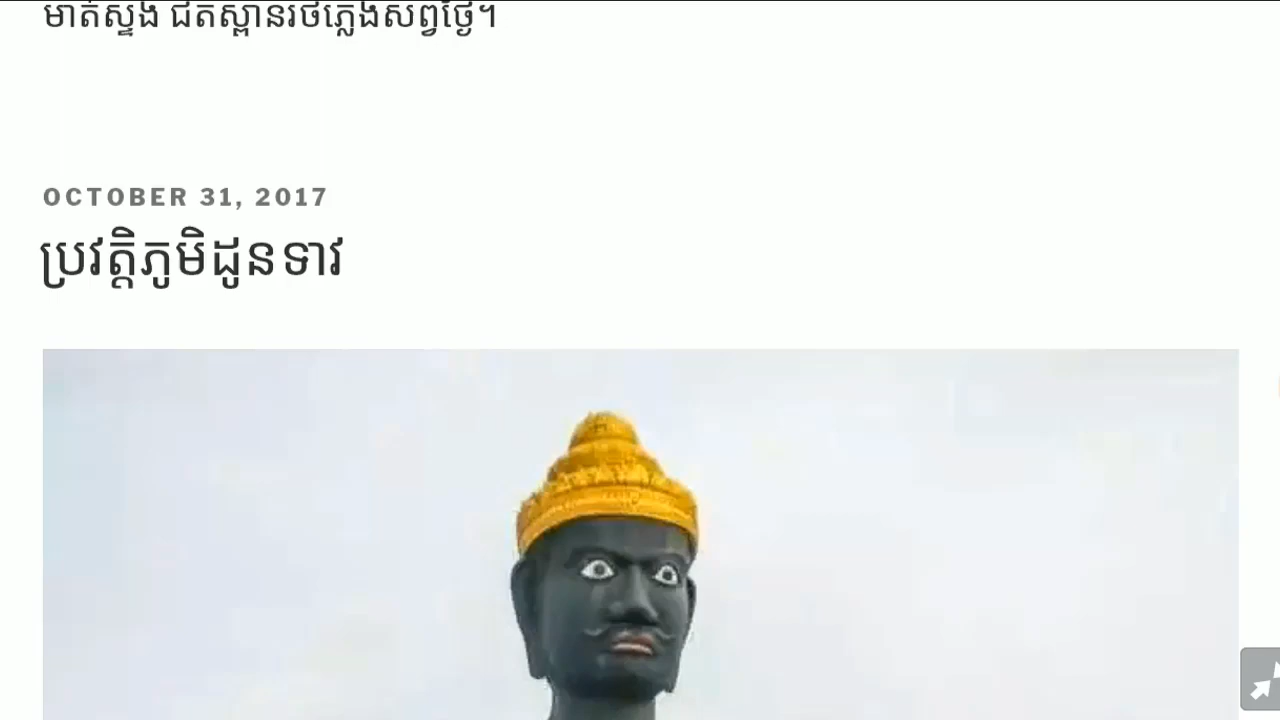 មាត់ស្ទឹង ជិតស្ពានរថភ្លើងសព្វថ្ងៃ។
OCTOBER 31, 2017
ប្រវត្តិភូមិដូនទាវ